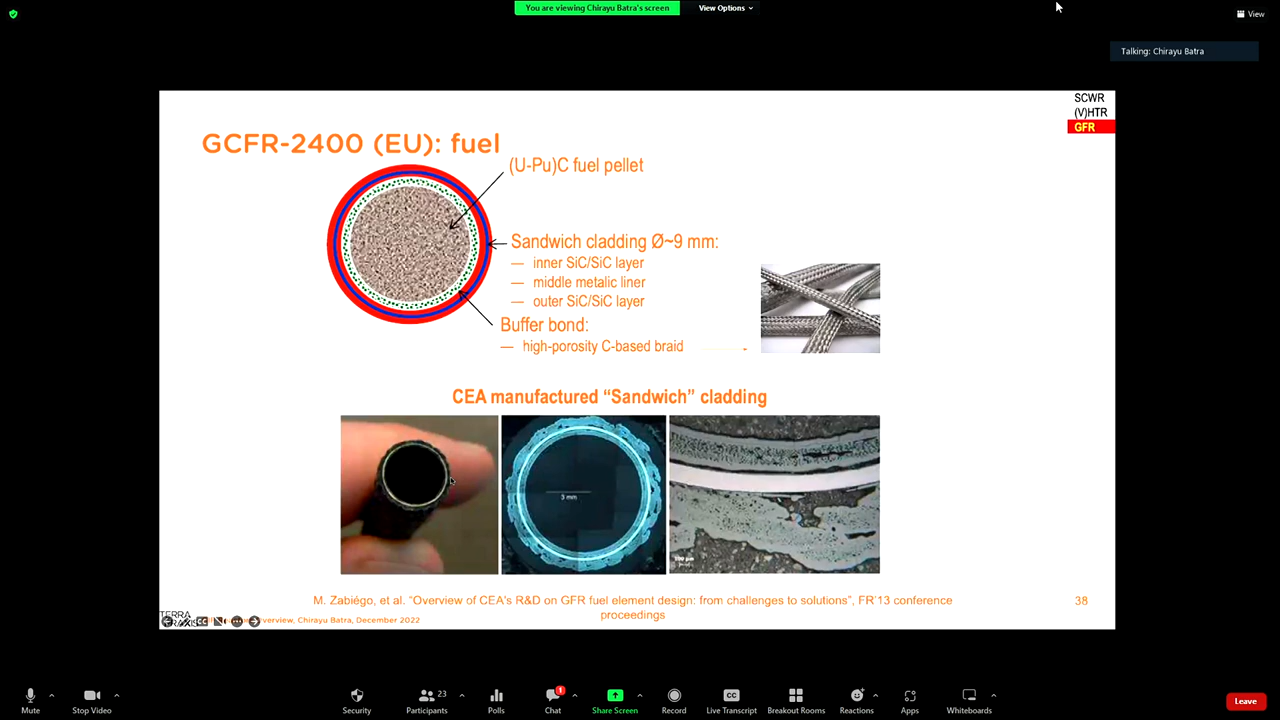 You are viewing Chirayu Batra's screen
View Options
View
Talking: Chirayu Batra
SCWR
(V)HTR
GFR
GCFR-2400 (EU): fuel
(U-Pu)C fuel pellet
Sandwich cladding Ø~9 mm:
— inner SiC/SiC layer
— middle metalic liner
— outer SiC/SiC layer
Buffer bond:
— high-porosity C-based braid
CEA manufactured “Sandwich” cladding
3 mm
M. Zabiégo, et al. “Overview of CEA's R&D on GFR fuel element design: from challenges to solutions”, FR'13 conference
proceedings
38
TERRA
overview, Chirayu Batra, December 2022
Mute
Stop Video
Security
Participants
23
Polls
Chat
1
Share Screen
Record
CC
Live Transcript
Breakout Rooms
Reactions
Apps
Whiteboards
Leave